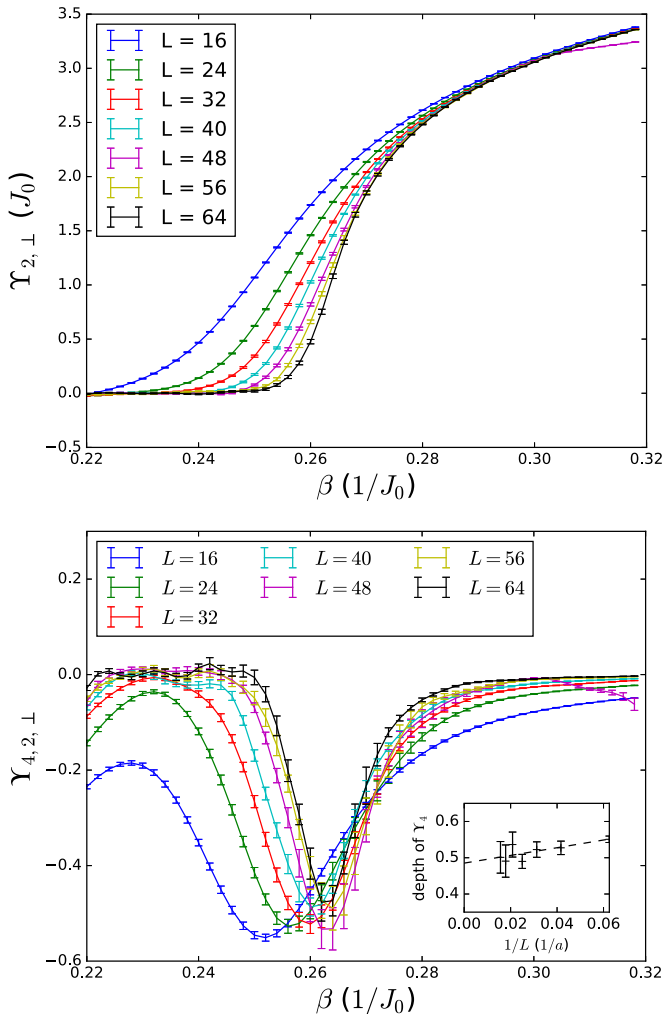 3.5
3.0
2.5
2.0
1.5
1.0
0.5
0.0
−0.5
Υ2,⊥ (J0)
L = 16
L = 24
L = 32
L = 40
L = 48
L = 56
L = 64
0.22 0.24 0.26 0.28 0.30 0.32
β (1/J0)
0.2
0.0
−0.2
−0.4
−0.6
Υ4,2,⊥
L = 16 L = 40 L = 56
L = 24 L = 48 L = 64
L = 32
depth of Υ4
0.6
0.5
0.4
0.00 0.02 0.04 0.06
1/L (1/a)
0.22 0.24 0.26 0.28 0.30 0.32
β (1/J0)